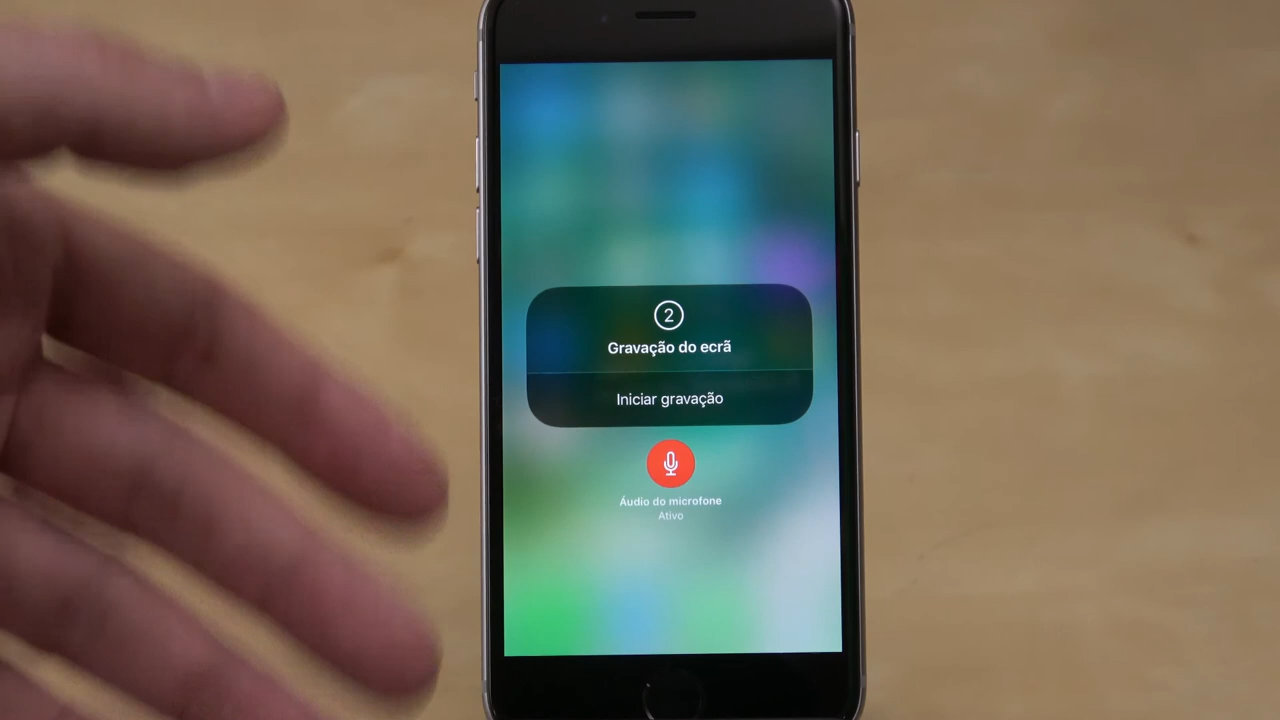 2
Gravação do ecrã
Iniciar gravação
Áudio do microfone
Ativo